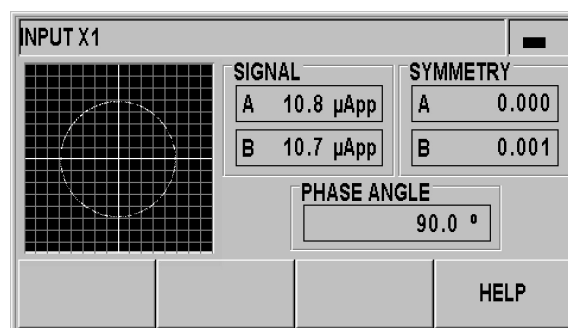 INPUT X1
SIGNAL
A 10.8 µApp
B 10.7 µApp
SYMMETRY
A 0.000
B 0.001
PHASE ANGLE
90.0 º
HELP